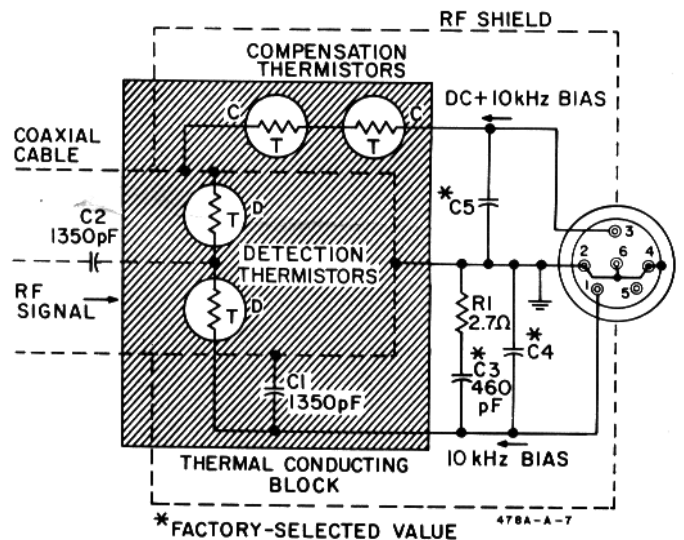 RF SHIELD
COMPENSATION
THERMISTORS
C
C
T
T
DC+10kHz BIAS
COAXIAL
CABLE
C2
1350pF
D
T
*C5
3
2
6
4
1
5
DETECTION
THERMISTORS
RF
SIGNAL
D
T
R1
2.7Ω
*
C3
460
pF
*
C4
C1
1350pF
10 kHz BIAS
THERMAL CONDUCTING
BLOCK
*FACTORY-SELECTED VALUE
478A-A-7